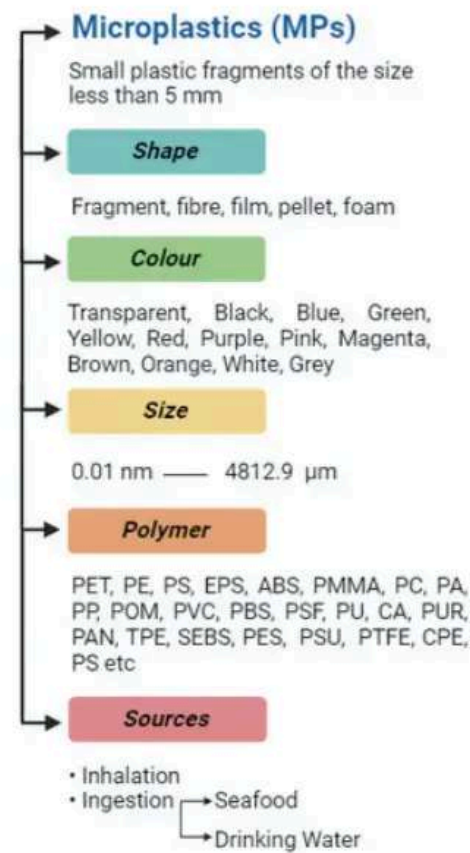 Microplastics (MPs)
Small plastic fragments of the size
less than 5 mm
Shape
Fragment, fibre, film, pellet, foam
Colour
Transparent, Black, Blue, Green,
Yellow, Red, Purple, Pink, Magenta,
Brown, Orange, White, Grey
Size
0.01 nm —— 4812.9 µm
Polymer
PET, PE, PS, EPS, ABS, PMMA, PC, PA,
PP, POM, PVC, PBS, PSF, PU, CA, PUR,
PAN, TPE, SEBS, PES, PSU, PTFE, CPE,
PS etc
Sources
• Inhalation
• Ingestion Seafood
Drinking Water